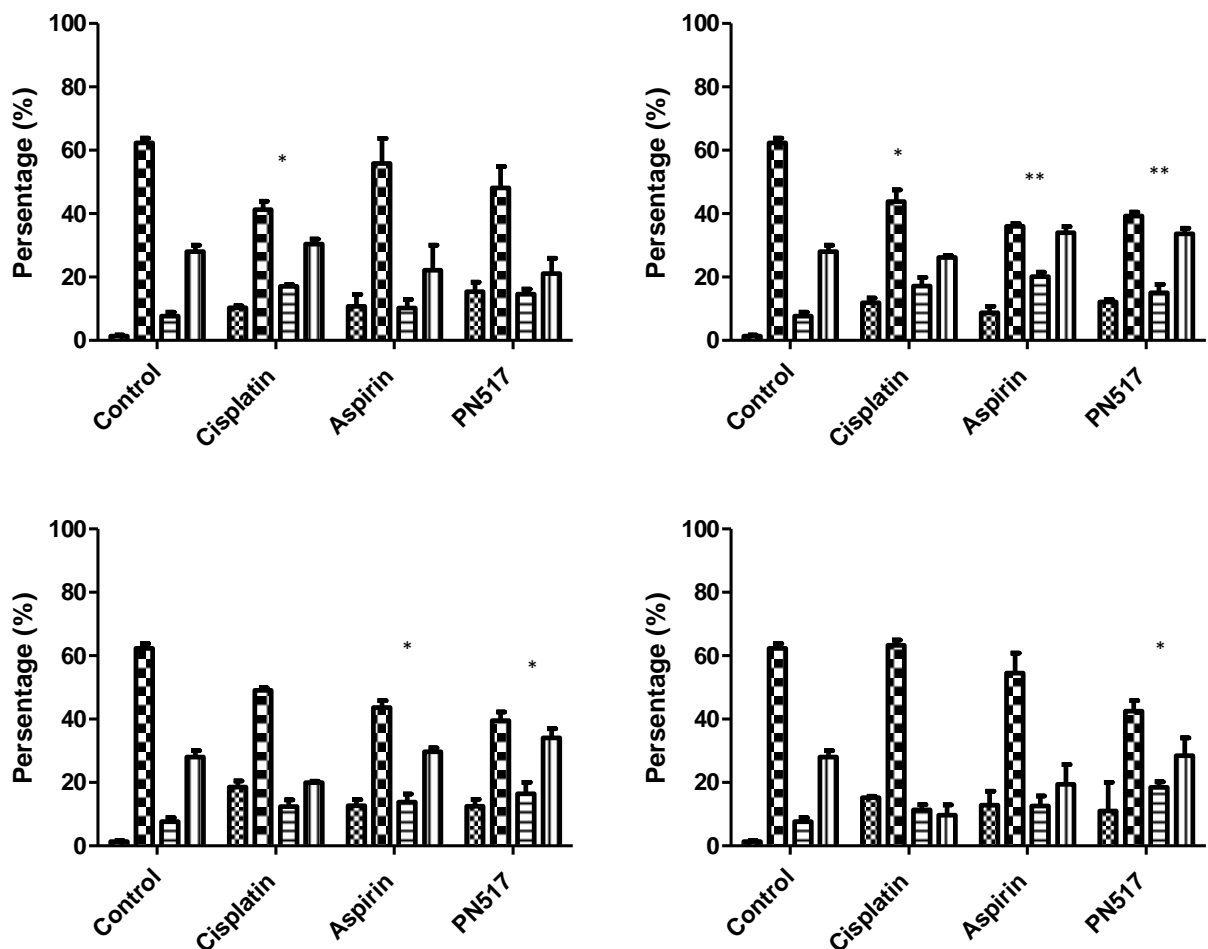 100
80
60
40
20
0
Persentage (%)
*
Control
Cisplatin
Aspirin
PN517
100
80
60
40
20
0
Persentage (%)
*
**
**
Control
Cisplatin
Aspirin
PN517
100
80
60
40
20
0
Persentage (%)
*
*
Control
Cisplatin
Aspirin
PN517
100
80
60
40
20
0
Persentage (%)
*
Control
Cisplatin
Aspirin
PN517